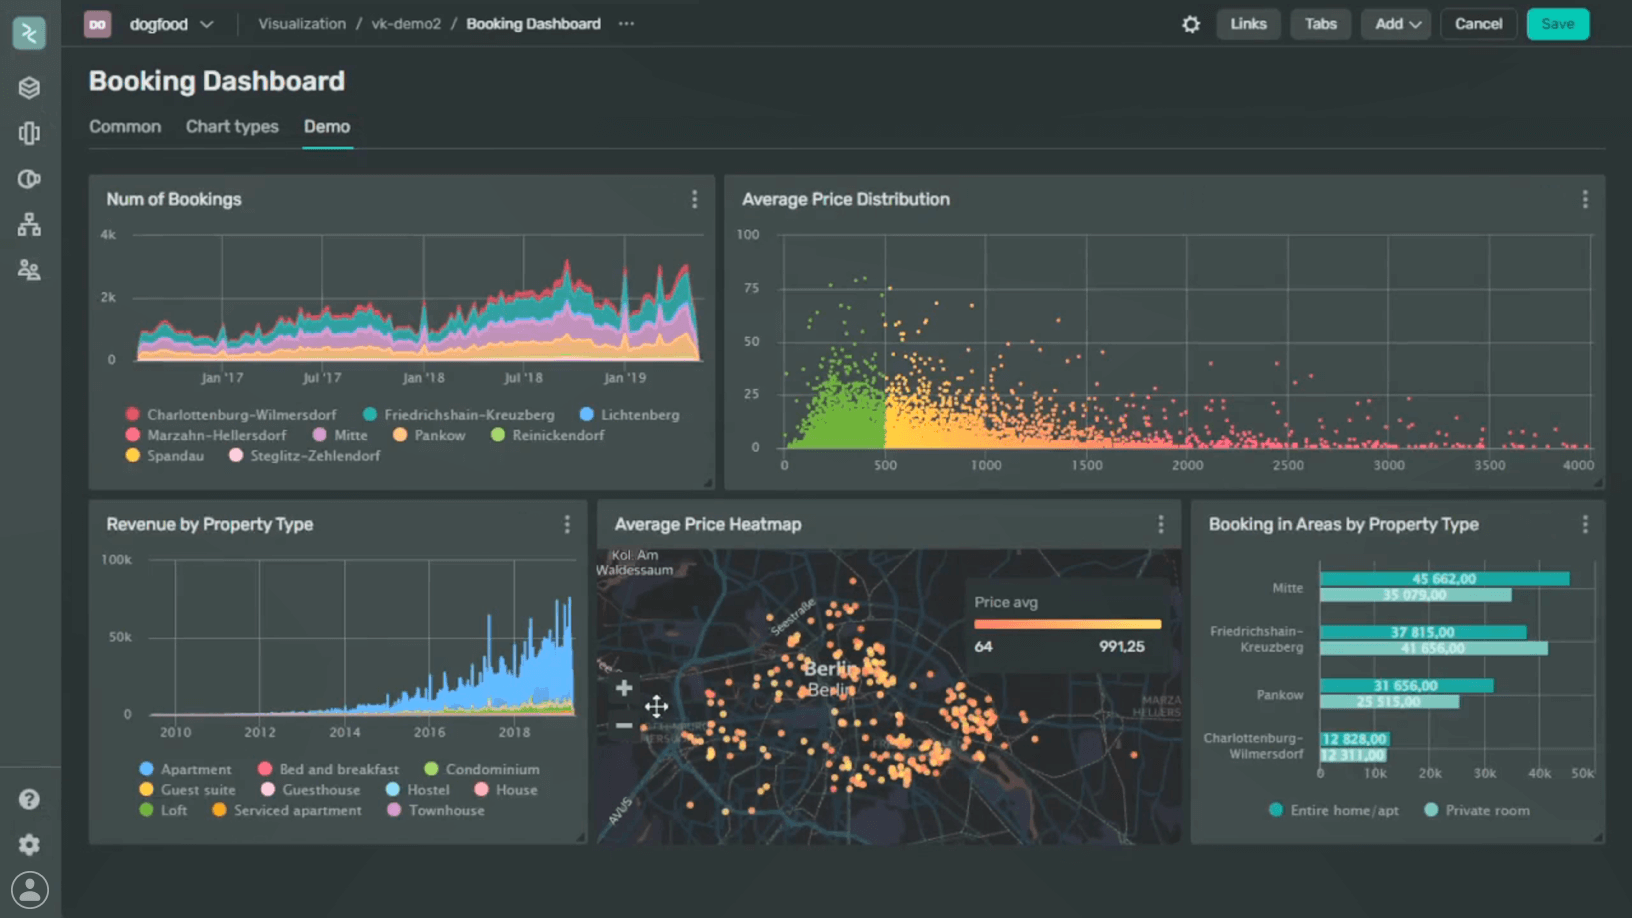 DO dogfood Visualization / vk-demo2 / Booking Dashboard ··· Links Tabs Add Cancel Save
Booking Dashboard
Common Chart types Demo
Num of Bookings
4k
2k
0
Jan '17 Jul '17 Jan '18 Jul '18 Jan '19
Charlottenburg-Wilmersdorf Friedrichshain-Kreuzberg Lichtenberg
Marzahn-Hellersdorf Mitte Pankow Reinickendorf
Spandau Steglitz-Zehlendorf
Average Price Distribution
100
75
50
25
0
0 500 1000 1500 2000 2500 3000 3500 4000
Revenue by Property Type
100k
50k
0
2010 2012 2014 2016 2018
Apartment Bed and breakfast Condominium
Guest suite Guesthouse Hostel House
Loft Serviced apartment Townhouse
Average Price Heatmap
Kol. Am
Waldessaum
Seestraße
Price avg
64 991,25
Berlin
Berlin
MARZA
HELLERS
AVUS
Booking in Areas by Property Type
Mitte
45 662,00
35 079,00
Friedrichshain-
Kreuzberg
37 815,00
41 656,00
Pankow
31 656,00
25 515,00
Charlottenburg-
Wilmersdorf
12 828,00
12 311,00
0 10k 20k 30k 40k 50k
Entire home/apt Private room